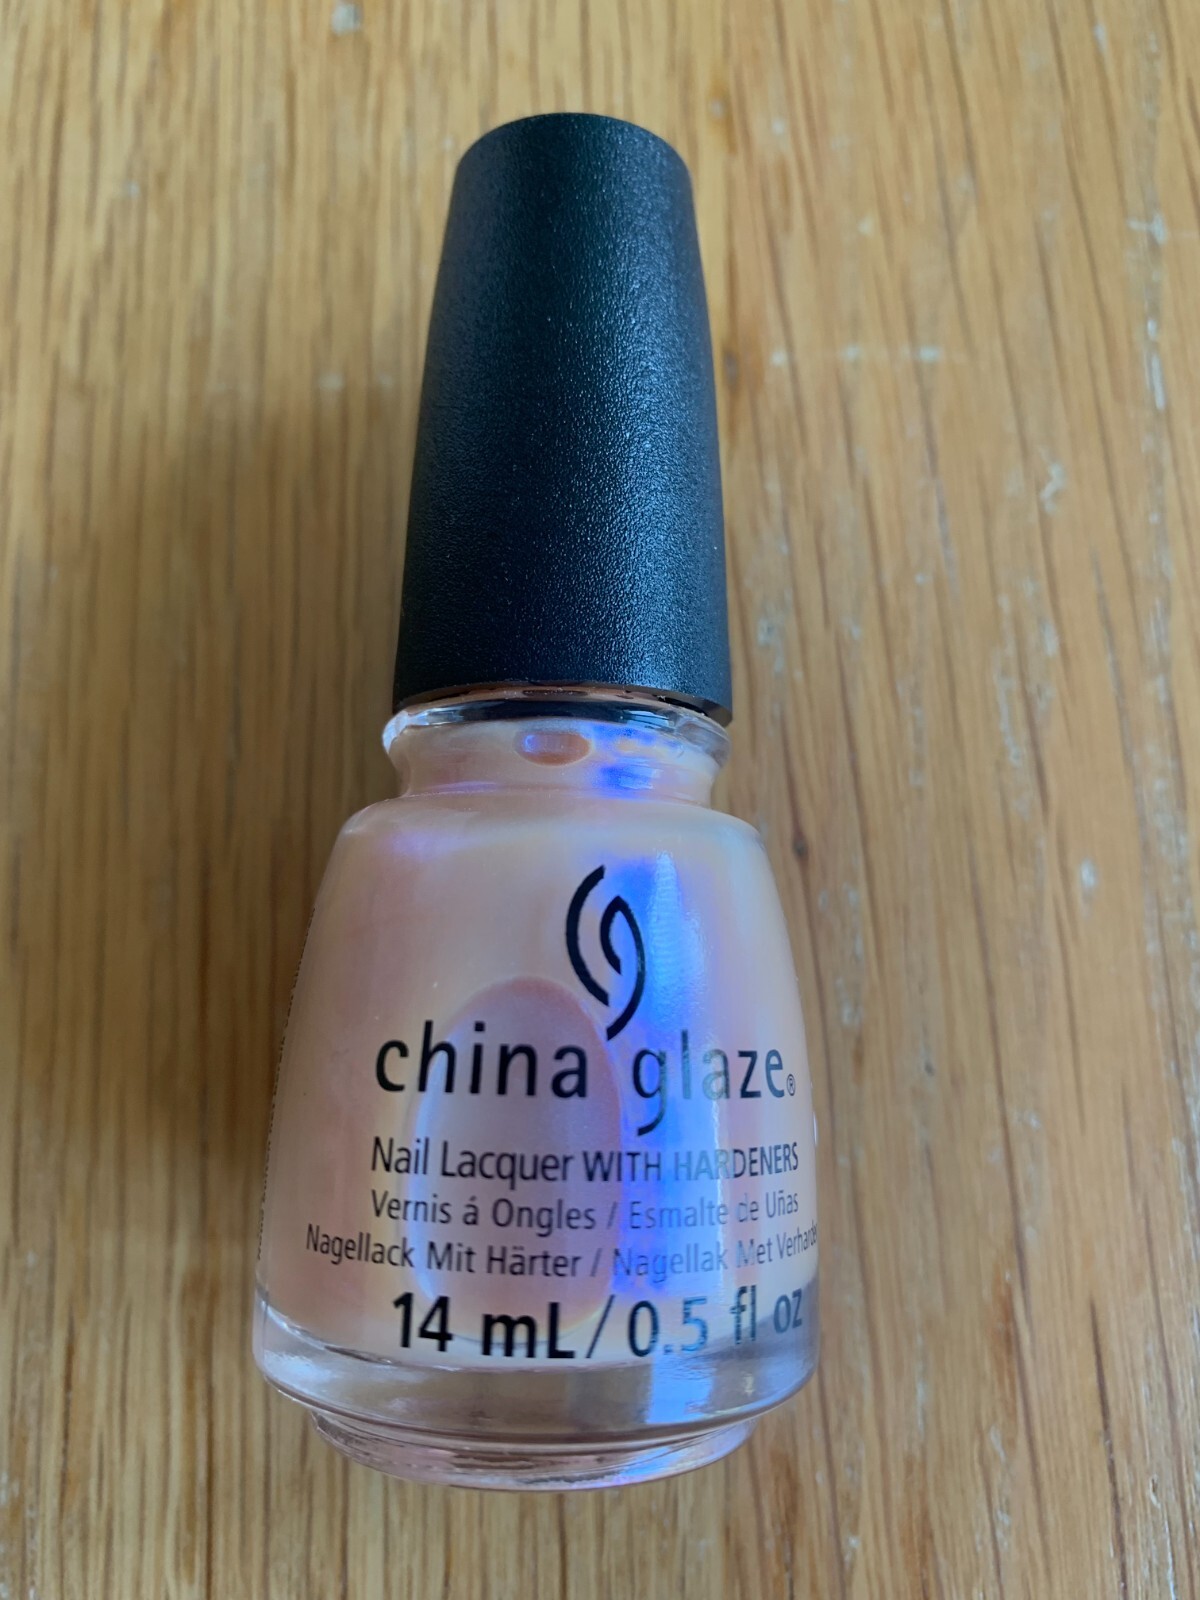 china glaze®
Nail Lacquer WITH HARDENERS
Vernis á Ongles / Esmalte de Uñas
Nagellack Mit Härter / Nagellak Met
14 mL / 0.5 fl oz